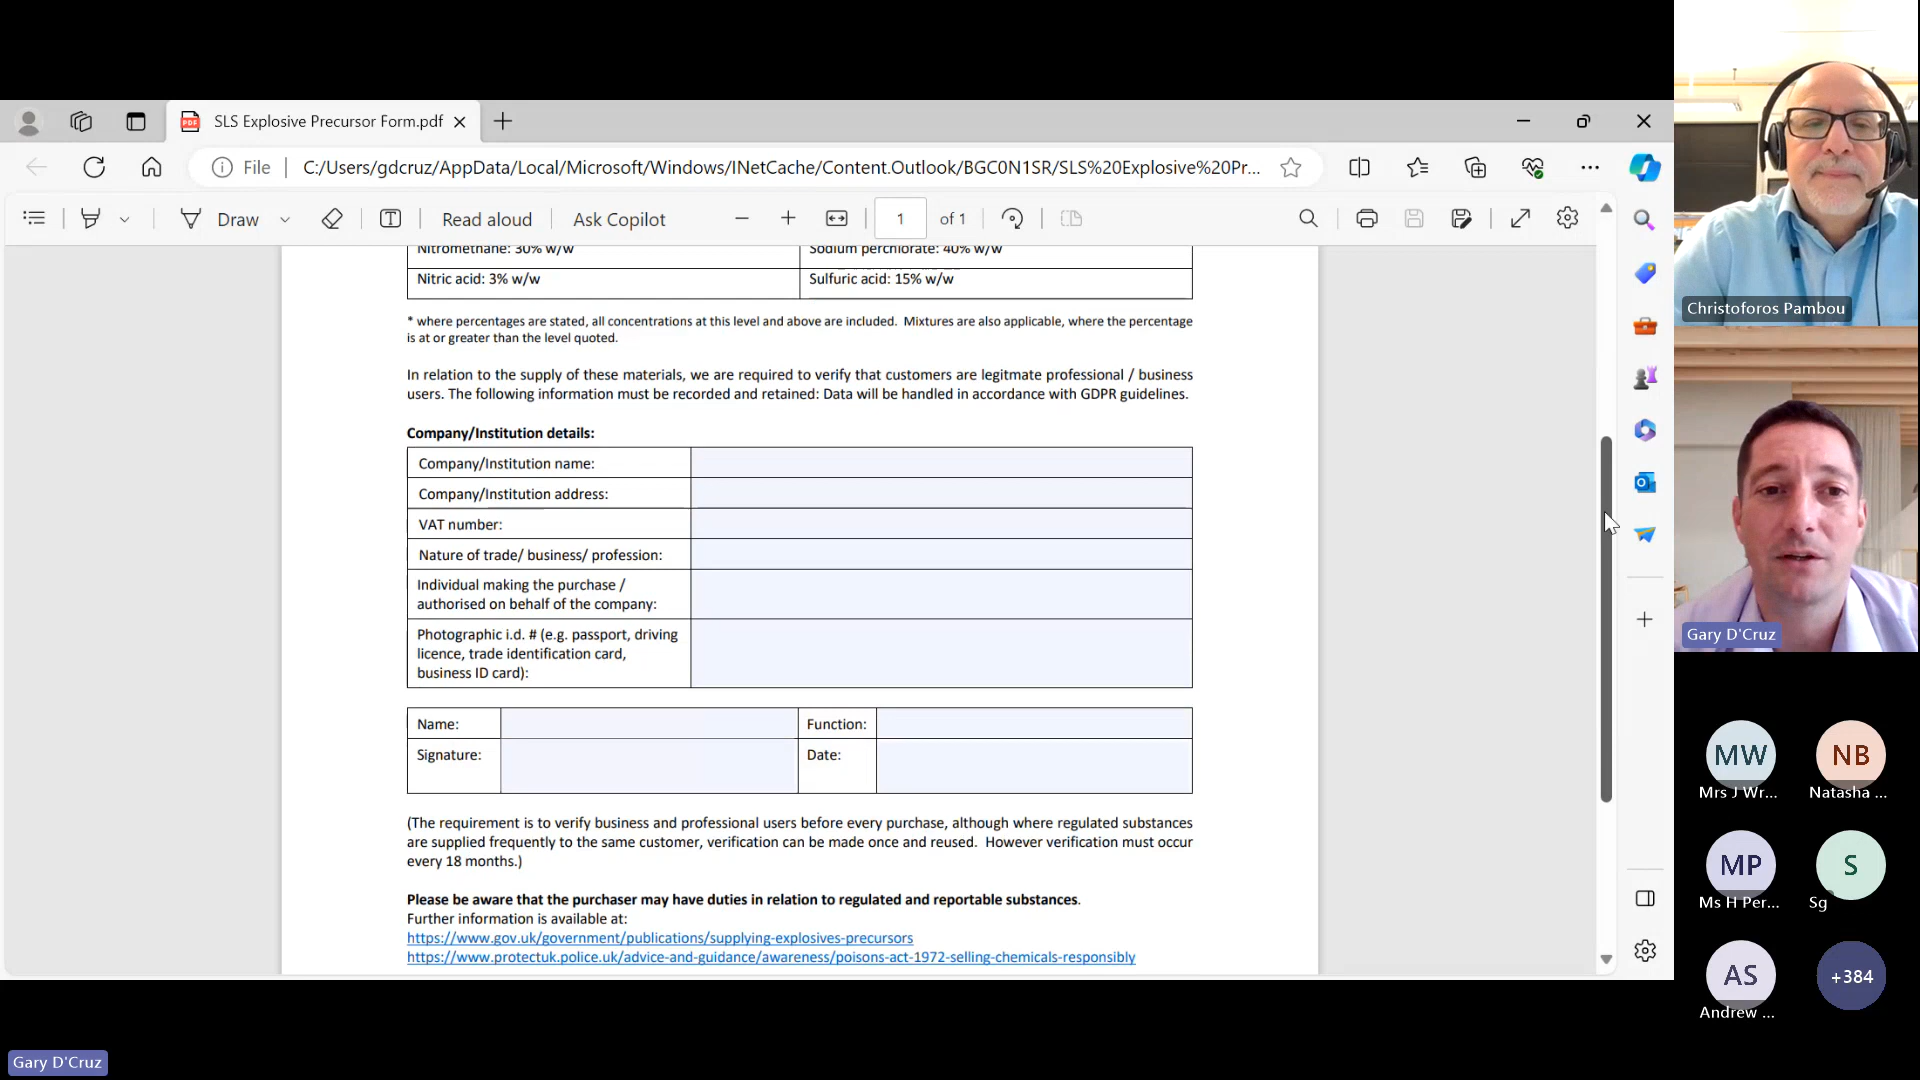 SLS Explosive Precursor Form.pdf
File
C:/Users/gdcruz/AppData/Local/Microsoft/Windows/INetCache/Content.Outlook/BGC0N1SR/SLS%20Explosive%20Pr...
Draw
Read aloud
Ask Copilot
1
of 1
Nitromethane: 30% w/w
Sodium perchlorate: 40% w/w
Nitric acid: 3% w/w
Sulfuric acid: 15% w/w
* where percentages are stated, all concentrations at this level and above are included. Mixtures are also applicable, where the percentage
is at or greater than the level quoted.
In relation to the supply of these materials, we are required to verify that customers are legitmate professional / business
users. The following information must be recorded and retained: Data will be handled in accordance with GDPR guidelines.
Company/Institution details:
Company/Institution name:
Company/Institution address:
VAT number:
Nature of trade/ business/ profession:
Individual making the purchase /
authorised on behalf of the company:
Photographic i.d. # (e.g. passport, driving
licence, trade identification card,
business ID card):
Name:
Function:
Signature:
Date:
(The requirement is to verify business and professional users before every purchase, although where regulated substances
are supplied frequently to the same customer, verification can be made once and reused. However verification must occur
every 18 months.)
Please be aware that the purchaser may have duties in relation to regulated and reportable substances.
Further information is available at:
https://www.gov.uk/government/publications/supplying-explosives-precursors
https://www.protectuk.police.uk/advice-and-guidance/awareness/poisons-act-1972-selling-chemicals-responsibly
Christoforos Pambou
Gary D'Cruz
MW
Mrs J Wr...
NB
Natasha ...
MP
Ms H Per...
S
Sg
AS
Andrew ...
+384
Gary D'Cruz